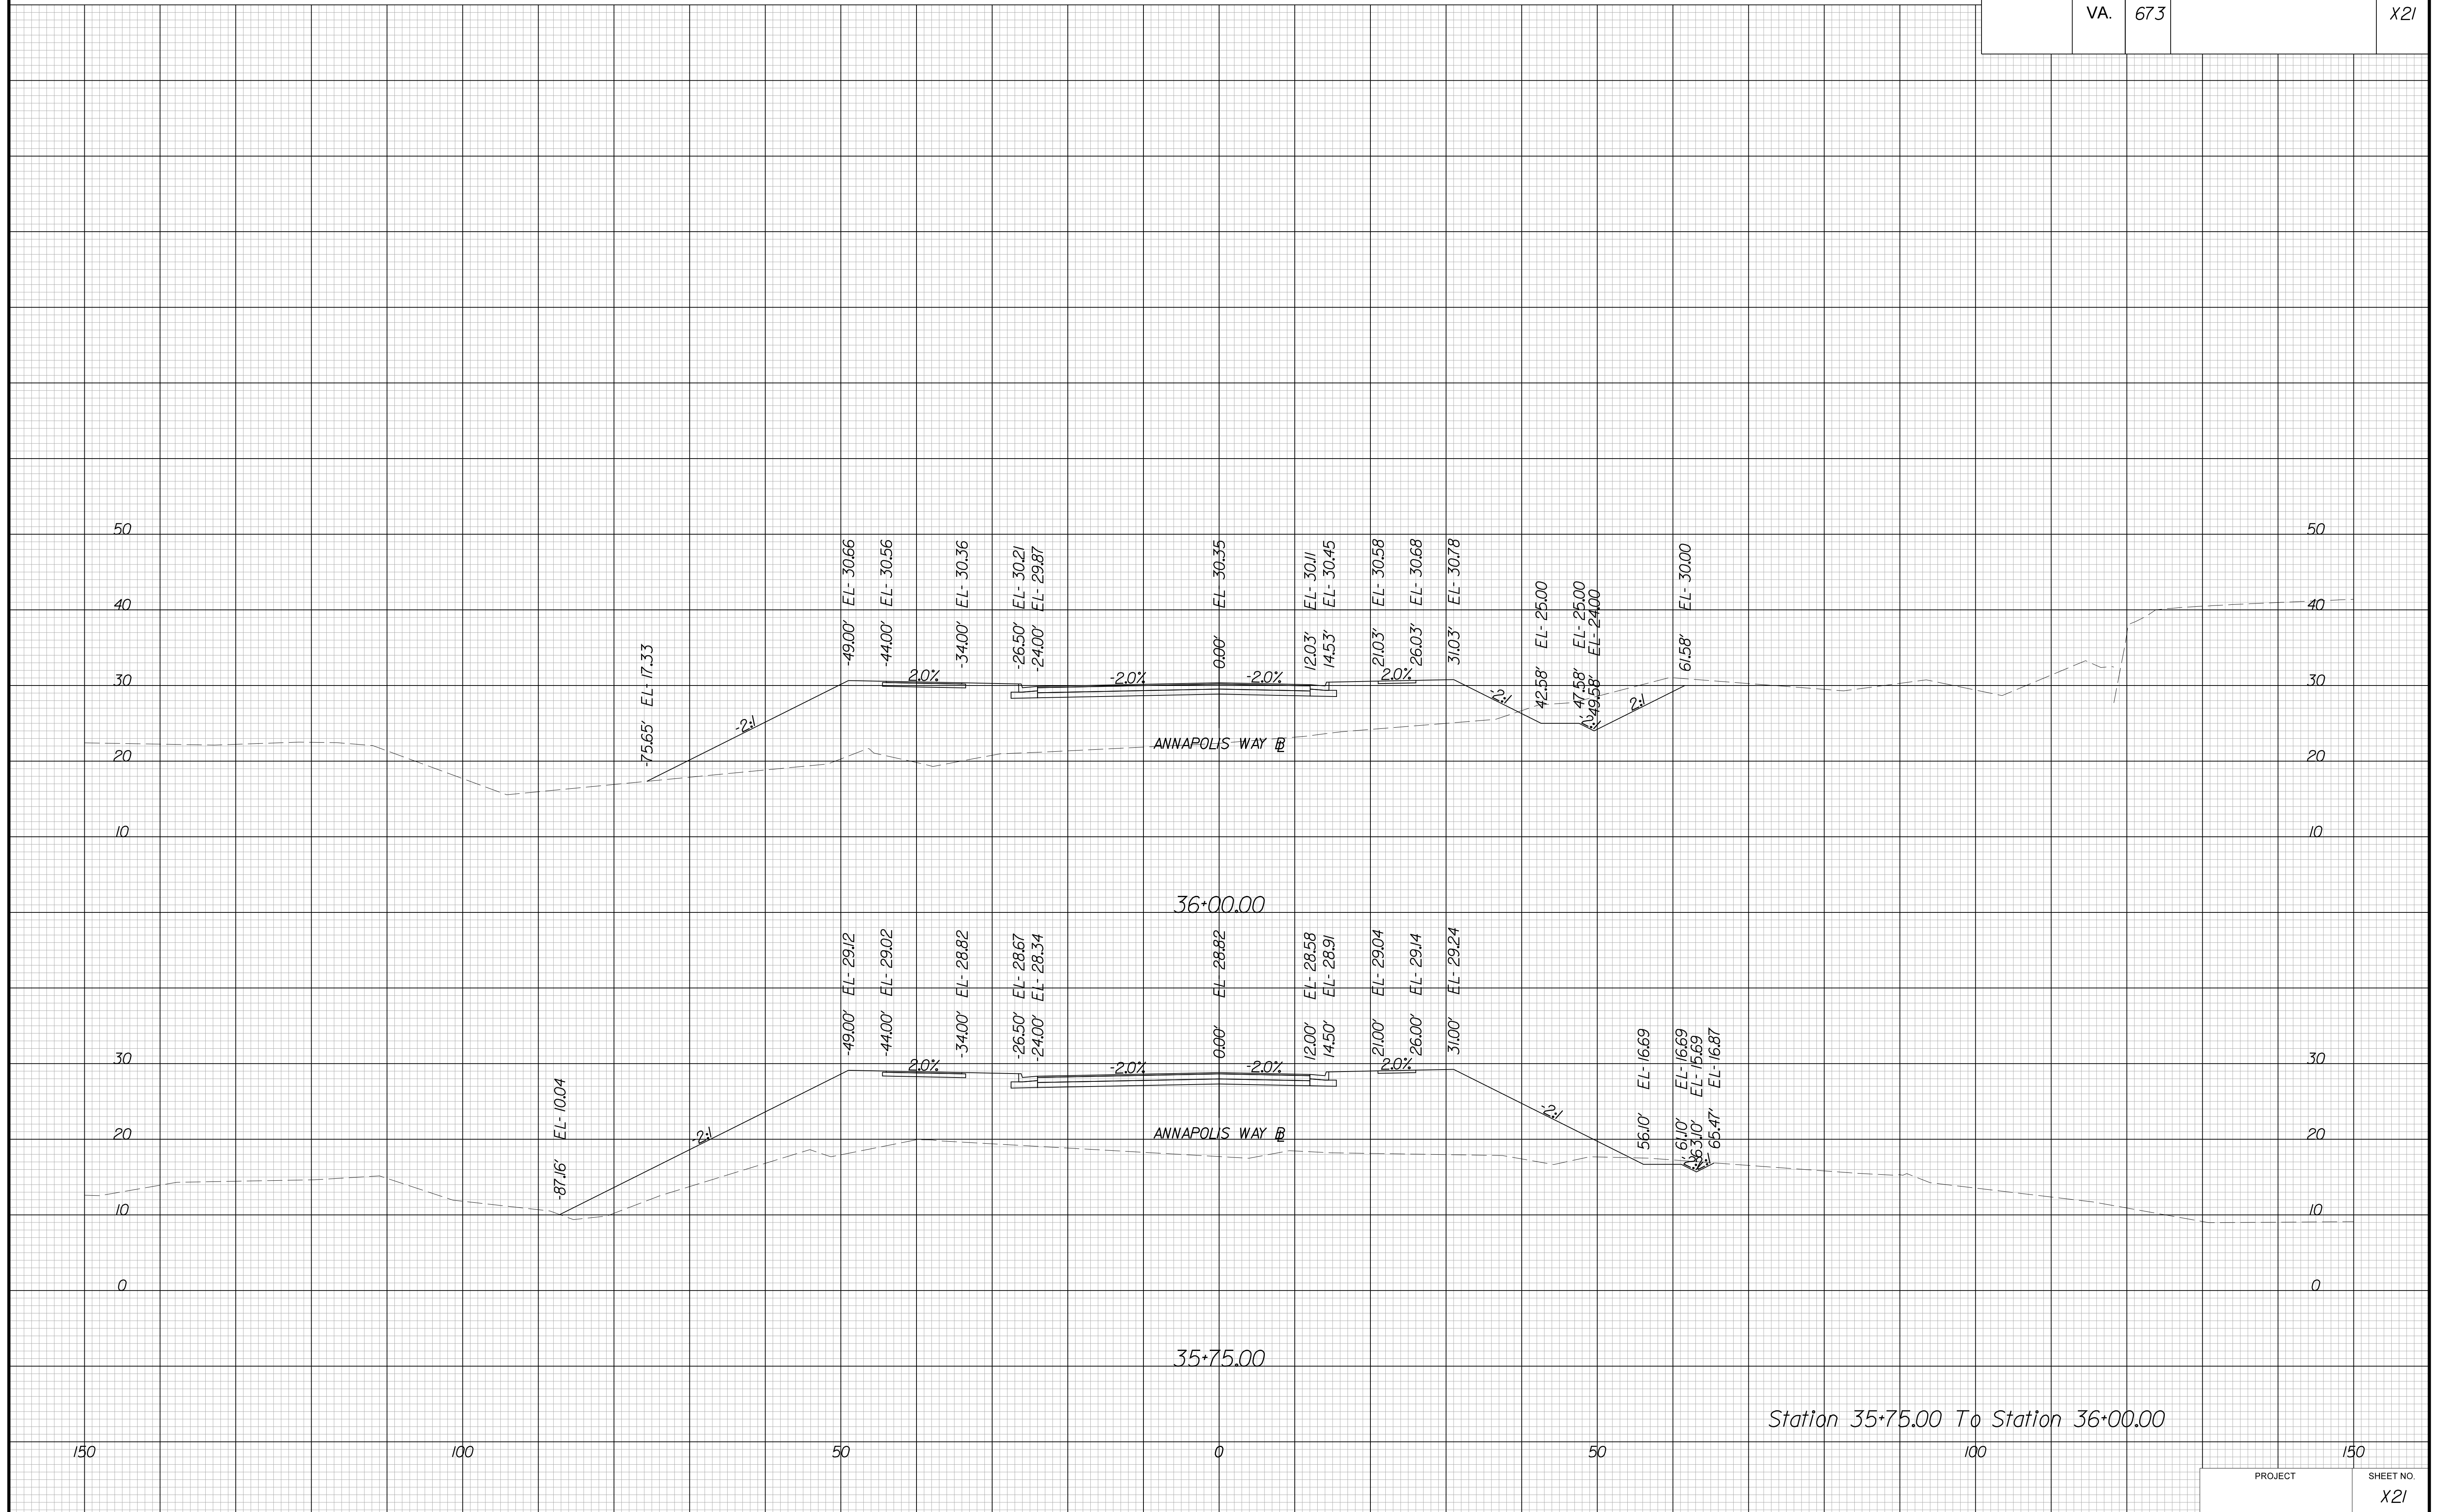 VA. 673 X21
50 50
-49.00' EL- 30.66
-44.00' EL- 30.56
-34.00' EL- 30.36
-26.50' EL- 30.21
-24.00' EL- 29.87
0.00' EL- 30.35
12.03' EL- 30.11
14.53' EL- 30.45
21.03' EL- 30.58
26.03' EL- 30.68
31.03' EL- 30.78
42.58' EL- 25.00
47.58' EL- 25.00
49.58' EL- 24.00
61.58' EL- 30.00
-75.65' EL- 17.33
40 40
30 30
2.0% -2.0% -2.0% 2.0%
-2:1 -2:1 -2:1 2:1
20 20
ANNAPOLIS WAY BL
10 10
36+00.00
-49.00' EL- 29.12
-44.00' EL- 29.02
-34.00' EL- 28.82
-26.50' EL- 28.67
-24.00' EL- 28.34
0.00' EL- 28.82
12.00' EL- 28.58
14.50' EL- 28.91
21.00' EL- 29.04
26.00' EL- 29.14
31.00' EL- 29.24
56.10' EL- 16.69
61.10' EL- 16.69
63.10' EL- 15.69
65.47' EL- 16.87
-87.16' EL- 10.04
30 30
2.0% -2.0% -2.0% 2.0%
-2:1 -2:1 -2:1 2:1
20 20
ANNAPOLIS WAY BL
10 10
0 0
35+75.00
Station 35+75.00 To Station 36+00.00
150 100 50 0 50 100 150
PROJECT SHEET NO.
X21